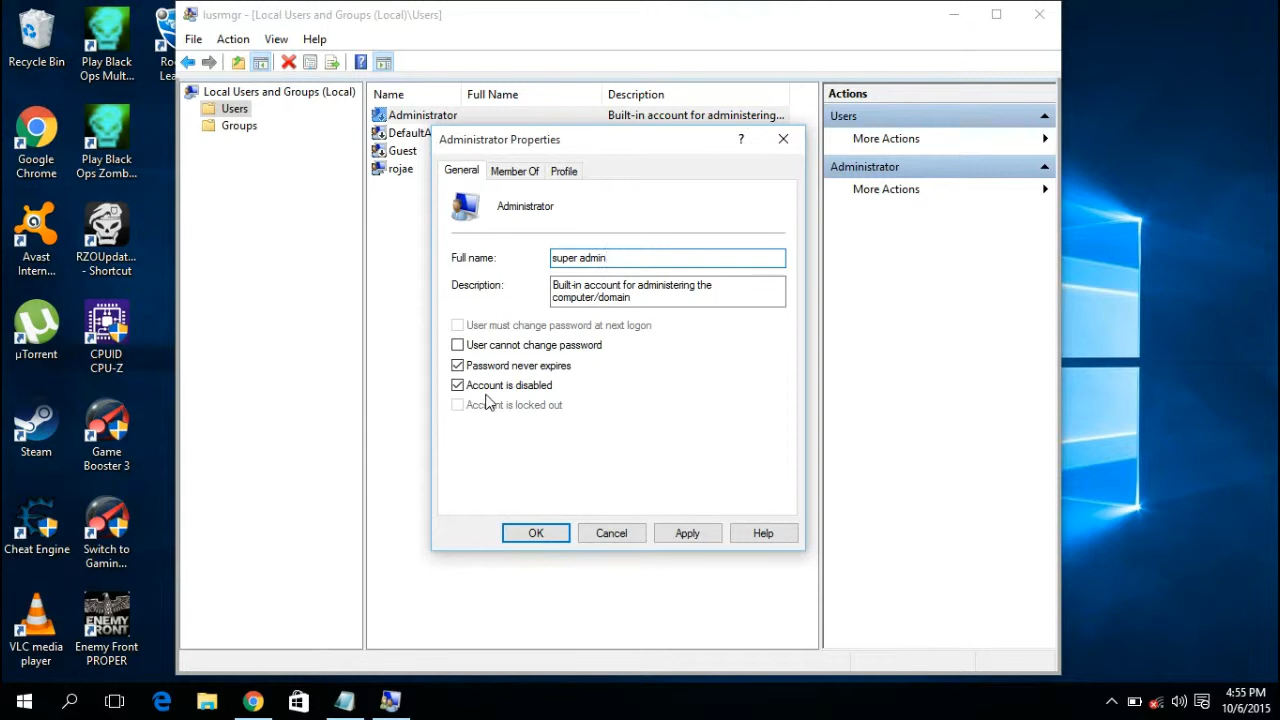 lusrmgr - [Local Users and Groups (Local)\Users]
File Action View Help
Local Users and Groups (Local)
Users
Groups
Name Full Name Description
Administrator Built-in account for administering...
DefaultA
Guest
rojae
Actions
Users
More Actions
Administrator
More Actions
Administrator Properties
?
General Member Of Profile
Administrator
Full name: super admin
Description: Built-in account for administering the
computer/domain
User must change password at next logon
User cannot change password
Password never expires
Account is disabled
Account is locked out
OK Cancel Apply Help
Recycle Bin
Play Black
Ops Mult...
Google
Chrome
Play Black
Ops Zomb...
Avast
Intern...
RZOUpdat...
- Shortcut
µTorrent
CPUID
CPU-Z
Steam
Game
Booster 3
Cheat Engine
Switch to
Gamin...
VLC media
player
ENEMY
FRONT
Enemy Front
PROPER
4:55 PM
10/6/2015